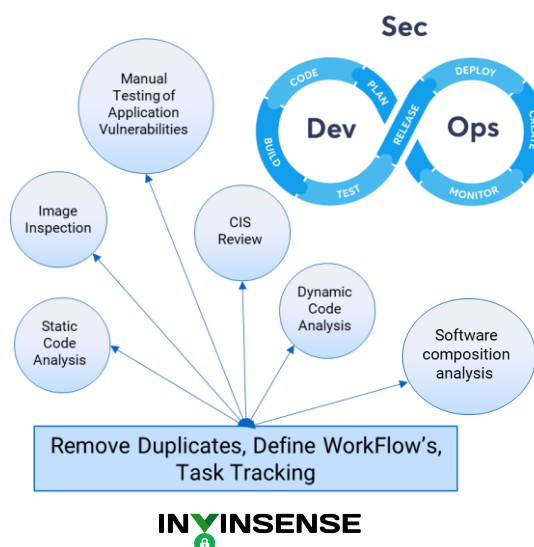 Sec
CODE
PLAN
DEPLOY
CREATE
Dev
RELEASE
Ops
BUILD
TEST
MONITOR
Manual
Testing of
Application
Vulnerabilities
Image
Inspection
CIS
Review
Static
Code
Analysis
Dynamic
Code
Analysis
Software
composition
analysis
Remove Duplicates, Define WorkFlow's,
Task Tracking
INVINSENSE